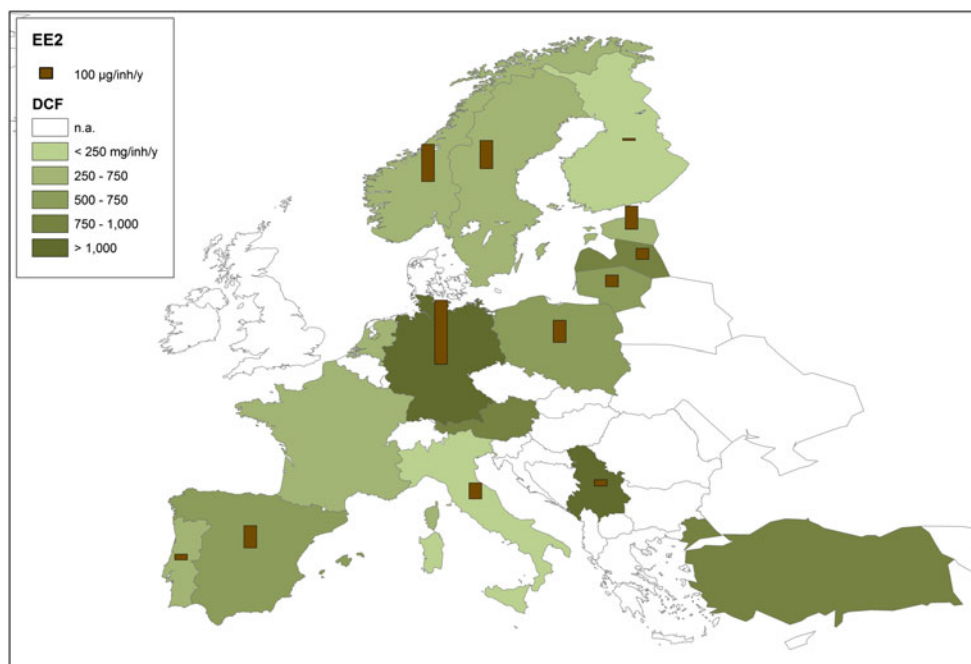 EE2
100 µg/inh/y
DCF
n.a.
< 250 mg/inh/y
250 - 750
500 - 750
750 - 1,000
> 1,000